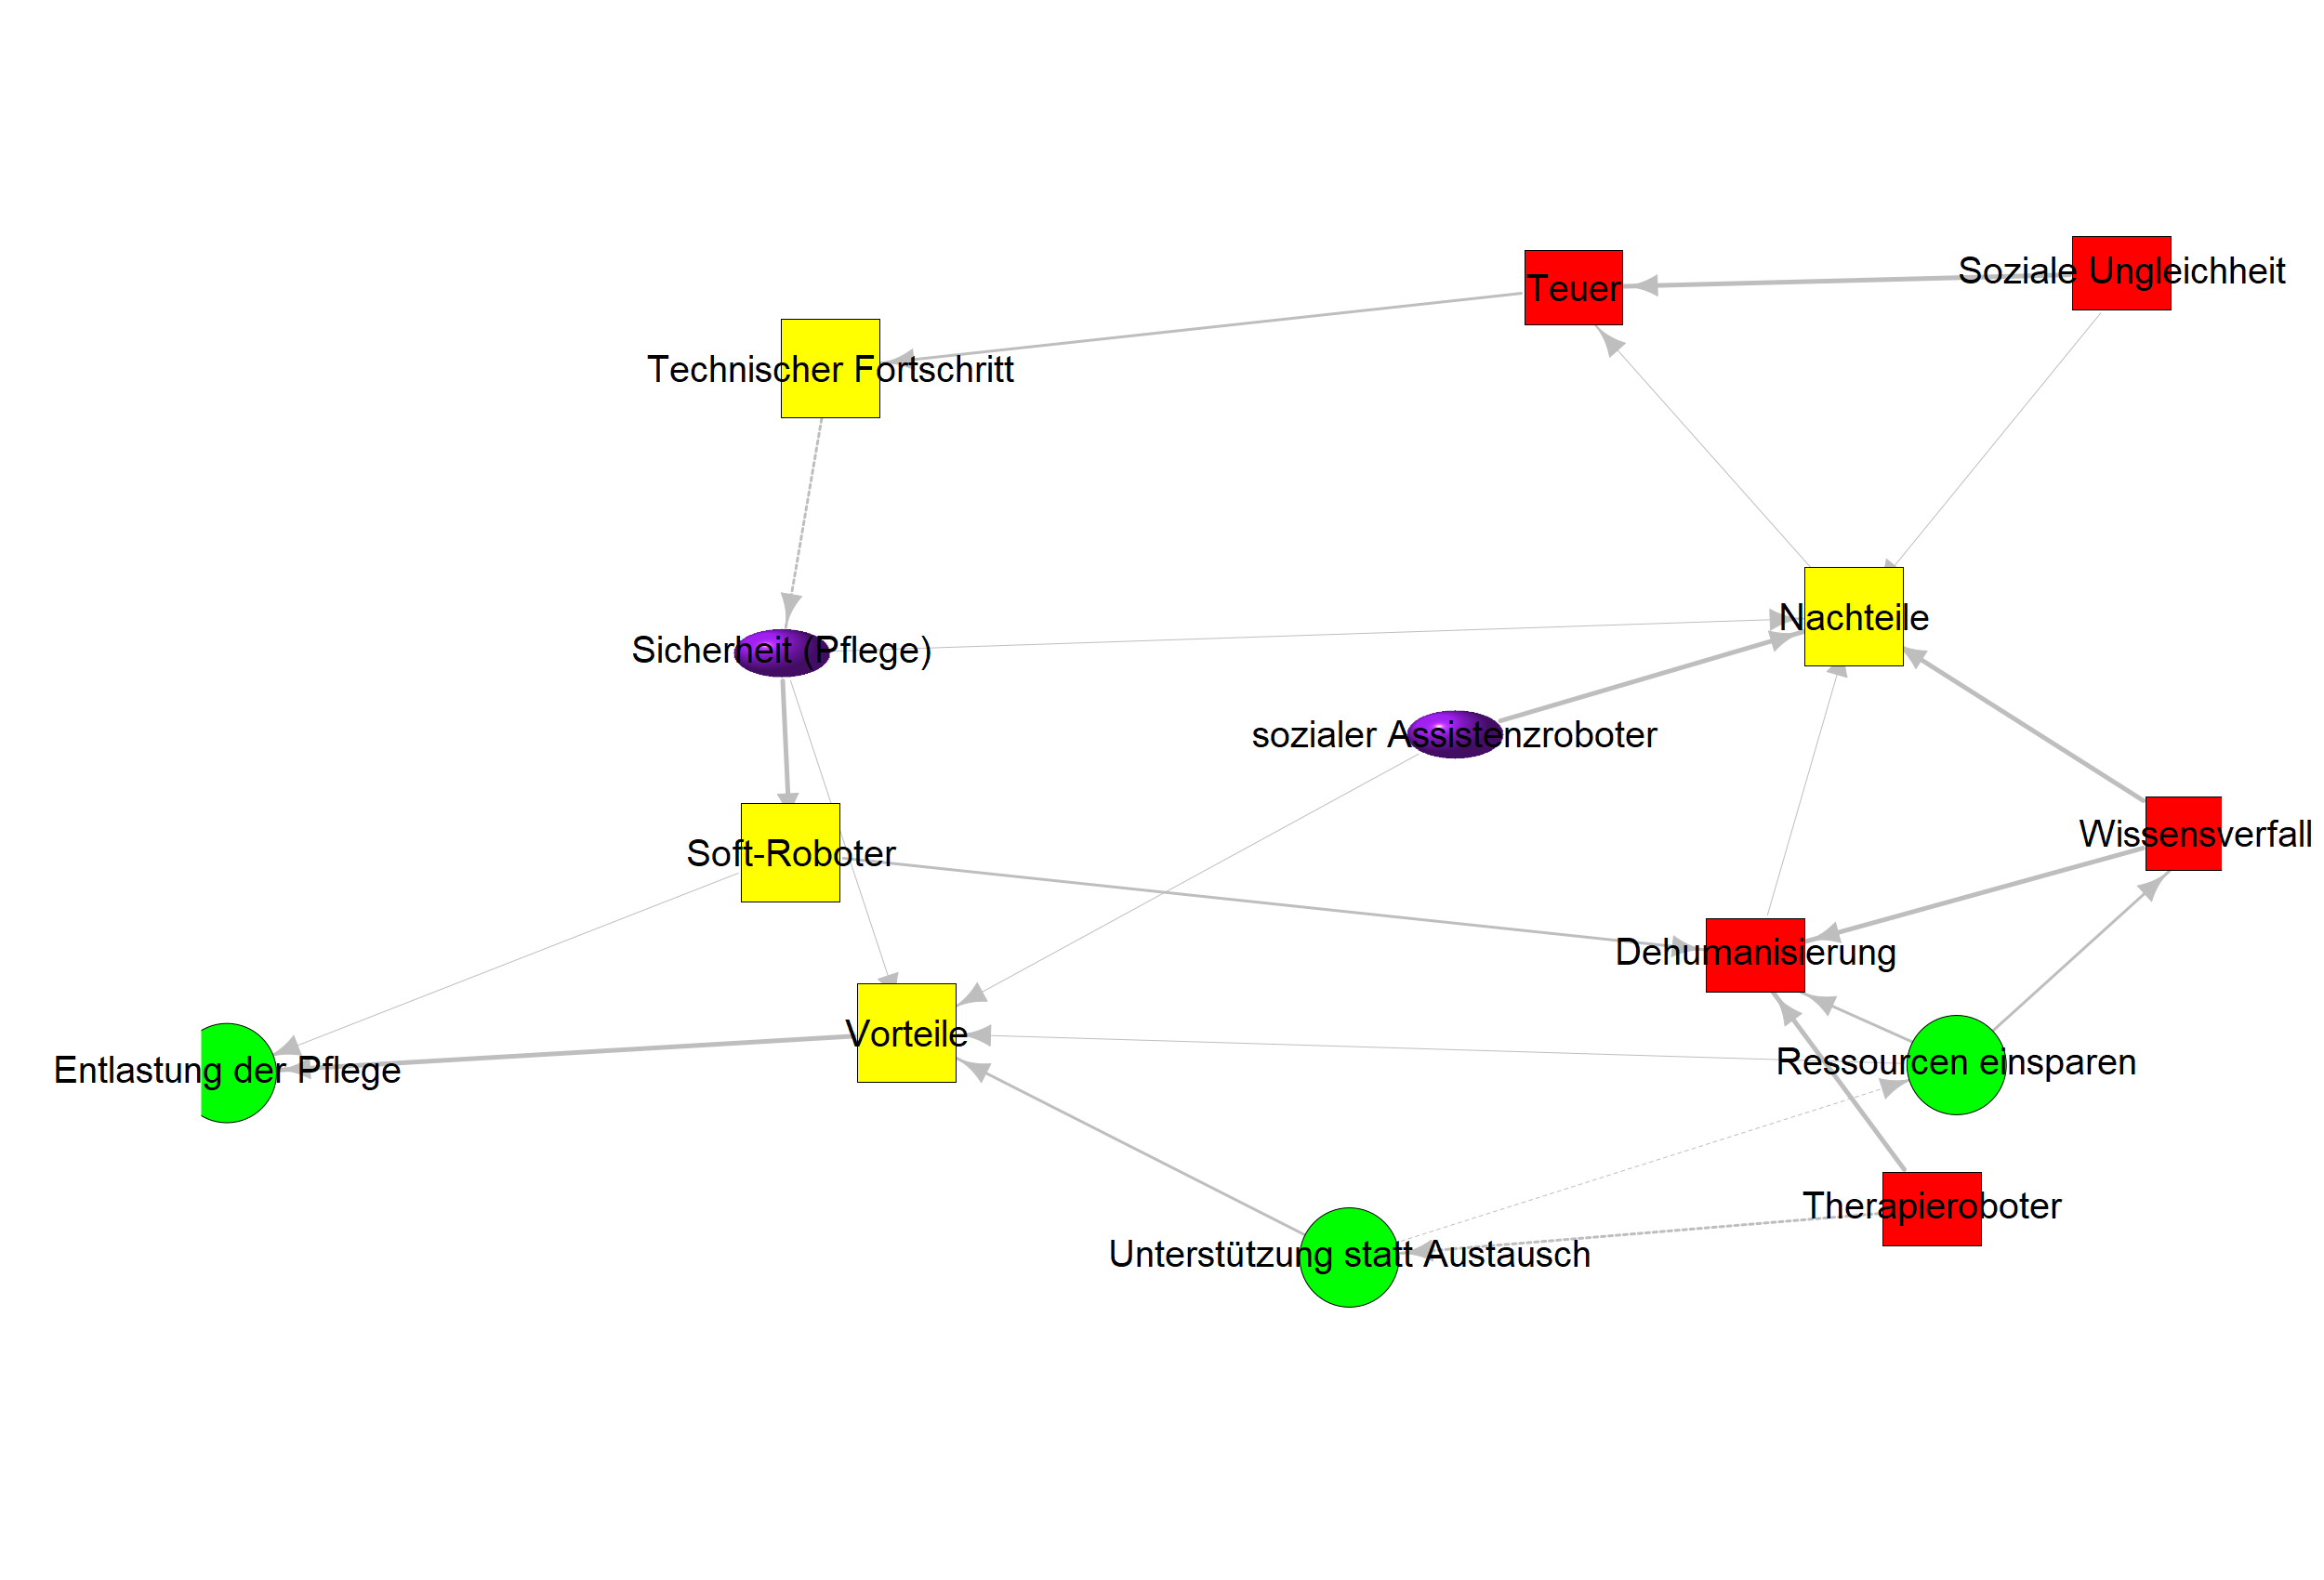 Soziale Ungleichheit
Teuer
Technischer Fortschritt
Nachteile
Sicherheit (Pflege)
sozialer Assistenzroboter
Wissensverfall
Soft-Roboter
Dehumanisierung
Vorteile
Ressourcen einsparen
Entlastung der Pflege
Therapieroboter
Unterstützung statt Austausch